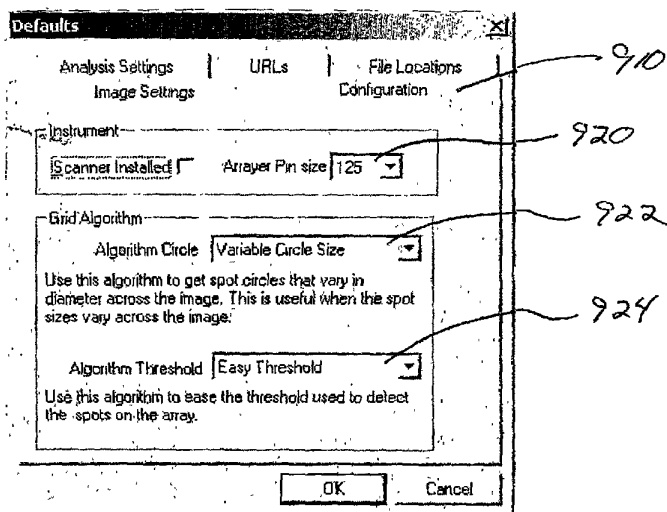 Defaults
Analysis Settings URLs File Locations
Image Settings Configuration
910
Instrument
Scanner Installed Arrayer Pin size 125
920
Grid Algorithm
922
Algorithm Circle Variable Circle Size
Use this algorithm to get spot circles that vary in
diameter across the image. This is useful when the spot
sizes vary across the image.
924
Algorithm Threshold Easy Threshold
Use this algorithm to ease the threshold used to detect
the spots on the array.
OK Cancel